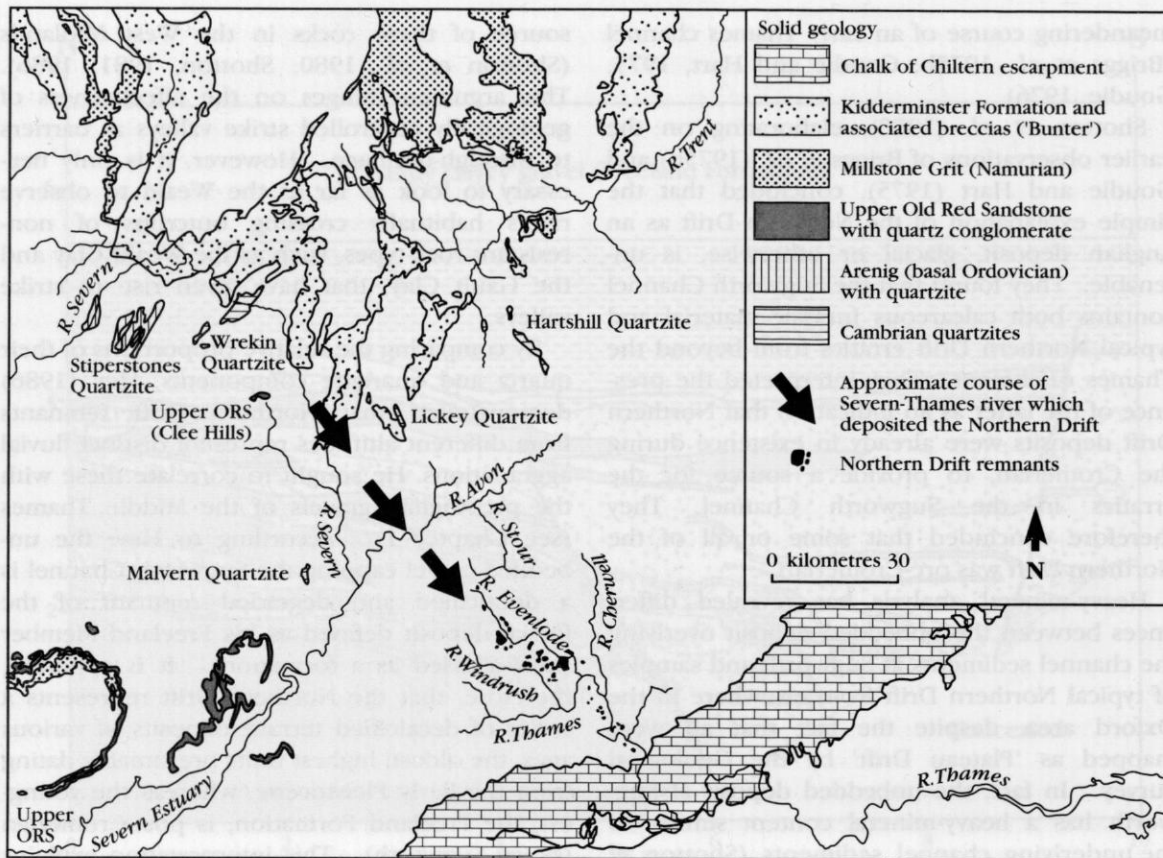 Solid geology
Chalk of Chiltern escarpment
Kidderminster Formation and
associated breccias ('Bunter')
Millstone Grit (Namurian)
Upper Old Red Sandstone
with quartz conglomerate
Arenig (basal Ordovician)
with quartzite
Cambrian quartzites
Approximate course of
Severn-Thames river which
deposited the Northern Drift
Northern Drift remnants
0 kilometres 30
N
R. Trent
R. Severn
Wrekin
Quartzite
Stiperstones
Quartzite
Hartshill Quartzite
Upper ORS
(Clee Hills)
Lickey Quartzite
R. Severn
R. Avon
R. Stour
Malvern Quartzite
R. Evenlode
R. Cherwell
R. Windrush
R. Thames
R. Thames
Upper
ORS
Severn Estuary